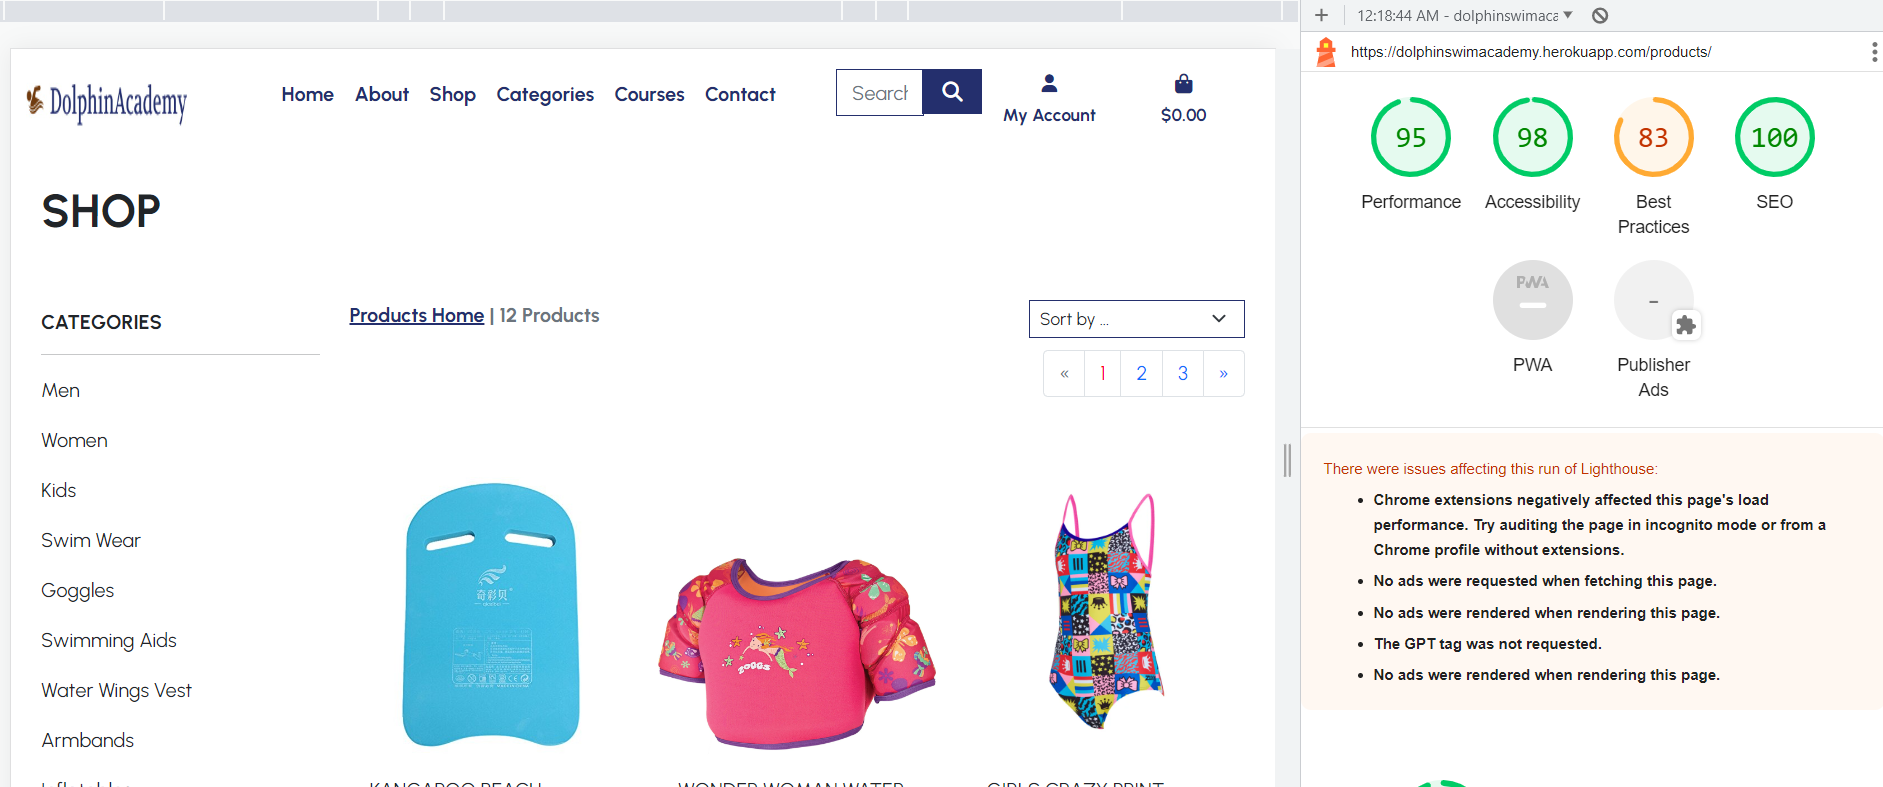 DolphinAcademy
Home About Shop Categories Courses Contact
Search
My Account
$0.00
SHOP
CATEGORIES
Men
Women
Kids
Swim Wear
Goggles
Swimming Aids
Water Wings Vest
Armbands
Inflatables
Products Home | 12 Products
Sort by ...
« 1 2 3 »
奇彩贝
ZOGGS
KANGAROO BEACH
WONDER WOMAN WATER
GIRLS CRAZY PRINT
12:18:44 AM - dolphinswimaca
https://dolphinswimacademy.herokuapp.com/products/
95
Performance
98
Accessibility
83
Best
Practices
100
SEO
PWA
PWA
-
Publisher
Ads
There were issues affecting this run of Lighthouse:
• Chrome extensions negatively affected this page's load
performance. Try auditing the page in incognito mode or from a
Chrome profile without extensions.
• No ads were requested when fetching this page.
• No ads were rendered when rendering this page.
• The GPT tag was not requested.
• No ads were rendered when rendering this page.